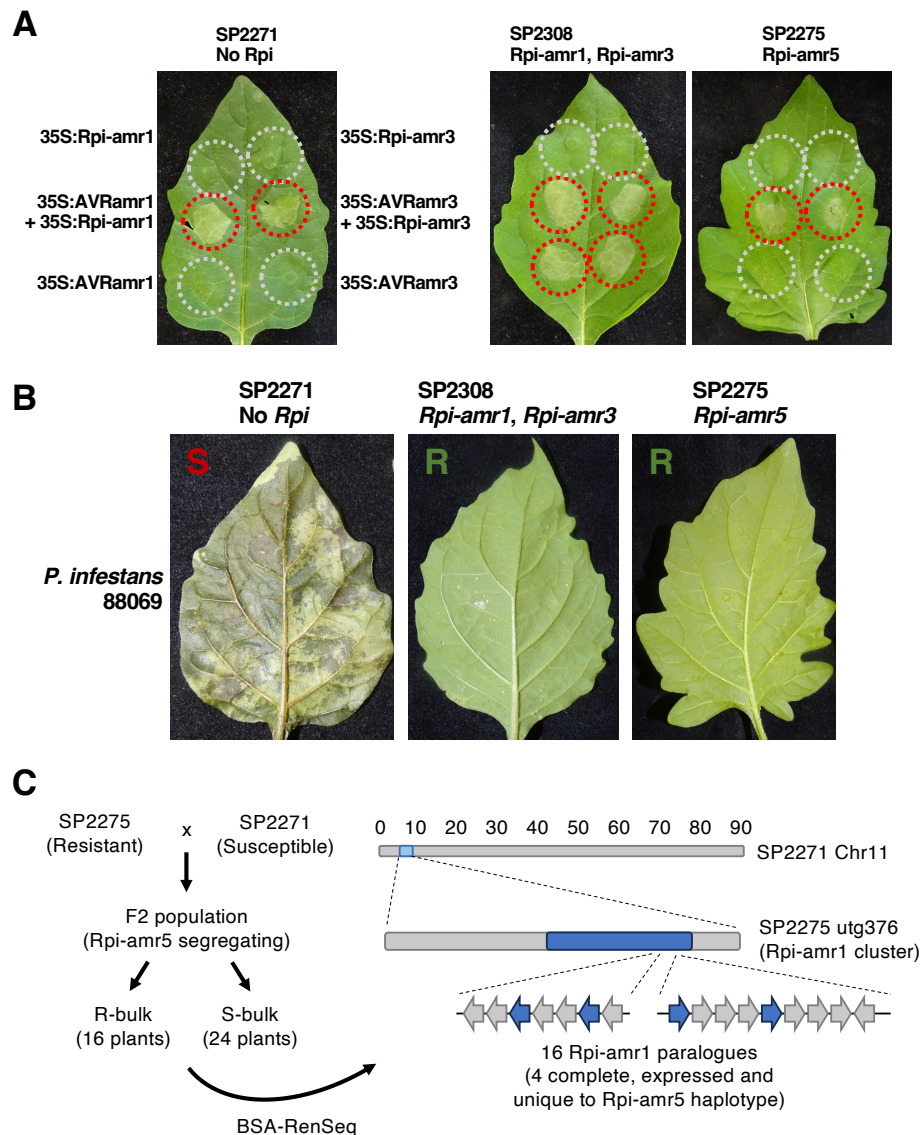 A
SP2271
No Rpi
SP2308
Rpi-amr1, Rpi-amr3
SP2275
Rpi-amr5
35S:Rpi-amr1
35S:Rpi-amr3
35S:AVRamr1
+ 35S:Rpi-amr1
35S:AVRamr3
+ 35S:Rpi-amr3
35S:AVRamr1
35S:AVRamr3
B
SP2271
No Rpi
SP2308
Rpi-amr1, Rpi-amr3
SP2275
Rpi-amr5
S
R
R
P. infestans
88069
C
SP2275
(Resistant)
x
SP2271
(Susceptible)
F2 population
(Rpi-amr5 segregating)
R-bulk
(16 plants)
S-bulk
(24 plants)
BSA-RenSeq
0 10 20 30 40 50 60 70 80 90
SP2271 Chr11
SP2275 utg376
(Rpi-amr1 cluster)
16 Rpi-amr1 paralogues
(4 complete, expressed and
unique to Rpi-amr5 haplotype)